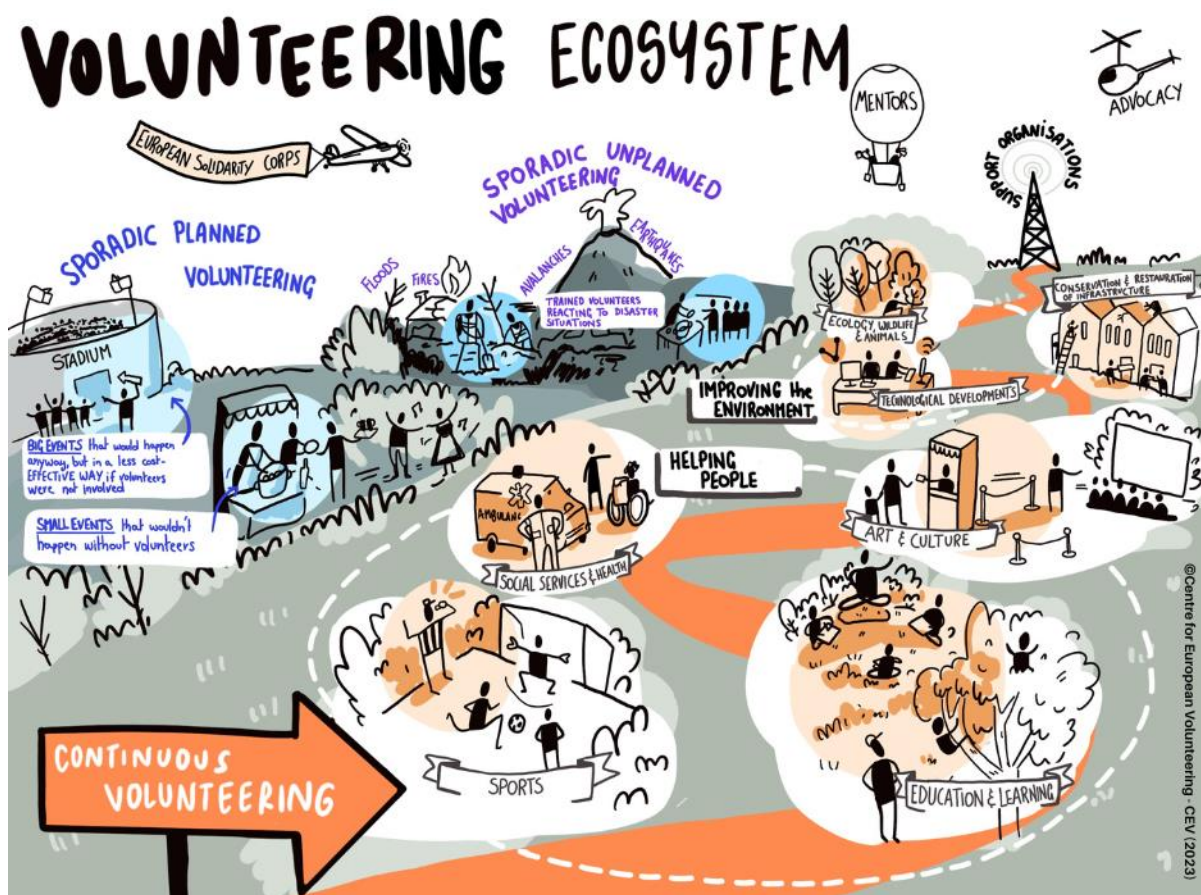 VOLUNTEERING ECOSYSTEM
EUROPEAN SOLIDARITY CORPS
MENTORS
ADVOCACY
SUPPORT ORGANISATIONS
SPORADIC PLANNED
VOLUNTEERING
SPORADIC UNPLANNED
VOLUNTEERING
FLOODS
FIRES
AVALANCHES
EARTHQUAKES
TRAINED VOLUNTEERS
REACTING TO DISASTER
SITUATIONS
STADIUM
BIG EVENTS that would happen
anyway, but in a less cost-
EFFECTIVE WAY if volunteers
were not involved
SMALL EVENTS that wouldn't
happen without volunteers
ECOLOGY, WILDLIFE
& ANIMALS
CONSERVATION & RESTAURATION
OF INFRASTRUCTURE
IMPROVING the
ENVIRONMENT
TECHNOLOGICAL DEVELOPMENTS
HELPING
PEOPLE
AMBULANC
SOCIAL SERVICES & HEALTH
ART & CULTURE
SPORTS
EDUCATION & LEARNING
CONTINUOUS
VOLUNTEERING
©Centre for European Volunteering - CEV (2023)